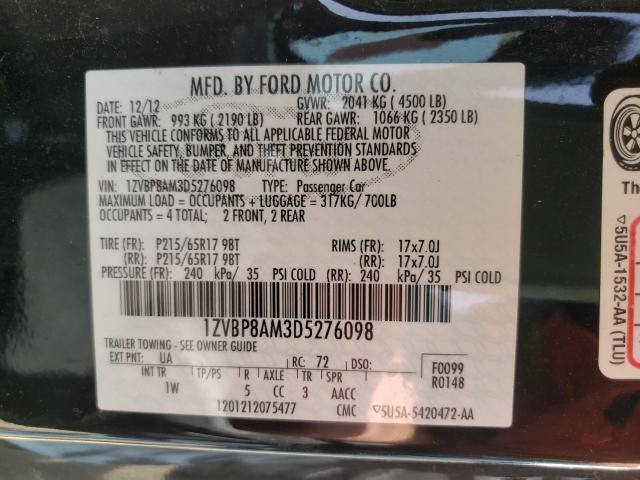 MFD. BY FORD MOTOR CO.
DATE: 12/12 GVWR: 2041 KG ( 4500 LB)
FRONT GAWR: 993 KG ( 2190 LB) REAR GAWR: 1066 KG ( 2350 LB)
THIS VEHICLE CONFORMS TO ALL APPLICABLE FEDERAL MOTOR
VEHICLE SAFETY, BUMPER, AND THEFT PREVENTION STANDARDS
IN EFFECT ON THE DATE OF MANUFACTURE SHOWN ABOVE.
VIN: 1ZVBP8AM3D5276098 TYPE: Passenger Car
MAXIMUM LOAD = OCCUPANTS + LUGGAGE = 317KG/ 700LB
OCCUPANTS = 4 TOTAL; 2 FRONT, 2 REAR
TIRE (FR): P215/65R17 98T RIMS (FR): 17x7.0J
(RR): P215/65R17 98T (RR): 17x7.0J
PRESSURE (FR): 240 kPa/ 35 PSI COLD (RR): 240 kPa/ 35 PSI COLD
1ZVBP8AM3D5276098
TRAILER TOWING - SEE OWNER GUIDE
EXT PNT: UA RC: 72 DSO: F0099
INT TR TP/PS R AXLE TR SPR R0148
1W 5 CC 3 AACC
1201212075477 CMC ▽5U5A-5420472-AA
The
▽5U5A-1532-AA (TLU)